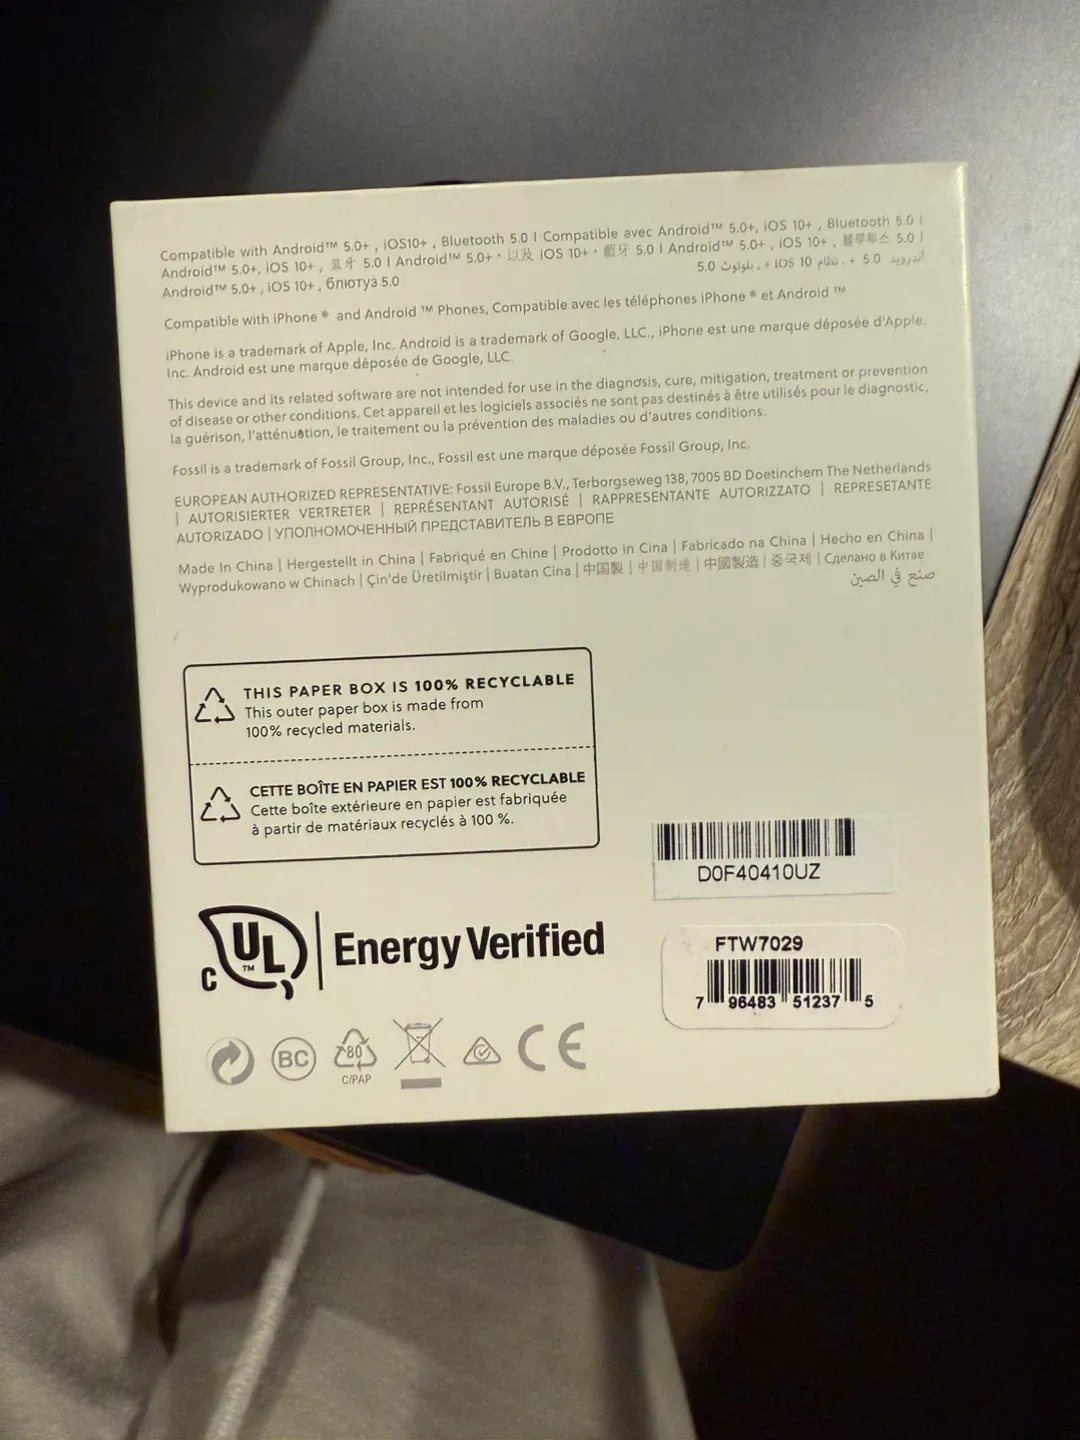 Compatible with Android™ 5.0+ , iOS10+ , Bluetooth 5.0 I Compatible avec Android™ 5.0+, iOS 10+ , Bluetooth 5.0 I
Android™ 5.0+, iOS 10+ , 蓝牙 5.0 I Android™ 5.0+、以及 iOS 10+、藍牙 5.0 I Android™ 5.0+ , iOS 10+ , 블루투스 5.0 I
Android™ 5.0+ , iOS 10+ , блютуз 5.0
أندرويد 5.0 + ، نظام iOS 10 + ، بلوتوث 5.0
Compatible with iPhone ® and Android ™ Phones, Compatible avec les téléphones iPhone ® et Android ™
iPhone is a trademark of Apple, Inc. Android is a trademark of Google, LLC., iPhone est une marque déposée d'Apple,
Inc. Android est une marque déposée de Google, LLC.
This device and its related software are not intended for use in the diagnosis, cure, mitigation, treatment or prevention
of disease or other conditions. Cet appareil et les logiciels associés ne sont pas destinés à être utilisés pour le diagnostic,
la guérison, l'atténuation, le traitement ou la prévention des maladies ou d'autres conditions.
Fossil is a trademark of Fossil Group, Inc., Fossil est une marque déposée Fossil Group, Inc.
EUROPEAN AUTHORIZED REPRESENTATIVE: Fossil Europe B.V., Terborgseweg 138, 7005 BD Doetinchem The Netherlands
| AUTORISIERTER VERTRETER | REPRÉSENTANT AUTORISÉ | RAPPRESENTANTE AUTORIZZATO | REPRESETANTE
AUTORIZADO | УПОЛНОМОЧЕННЫЙ ПРЕДСТАВИТЕЛЬ В ЕВРОПЕ
Made In China | Hergestellt in China | Fabriqué en Chine | Prodotto in Cina | Fabricado na China | Hecho en China |
Wyprodukowano w Chinach | Çin'de Üretilmiştir | Buatan Cina | 中国製 | 中国制造 | 中國製造 | 중국제 | Сделано в Китае
صنع في الصين
THIS PAPER BOX IS 100% RECYCLABLE
This outer paper box is made from
100% recycled materials.
CETTE BOÎTE EN PAPIER EST 100% RECYCLABLE
Cette boîte extérieure en papier est fabriquée
à partir de matériaux recyclés à 100 %.
D0F40410UZ
C UL ™ Energy Verified
FTW7029
7 96483 51237 5
BC
80
C/PAP
CE